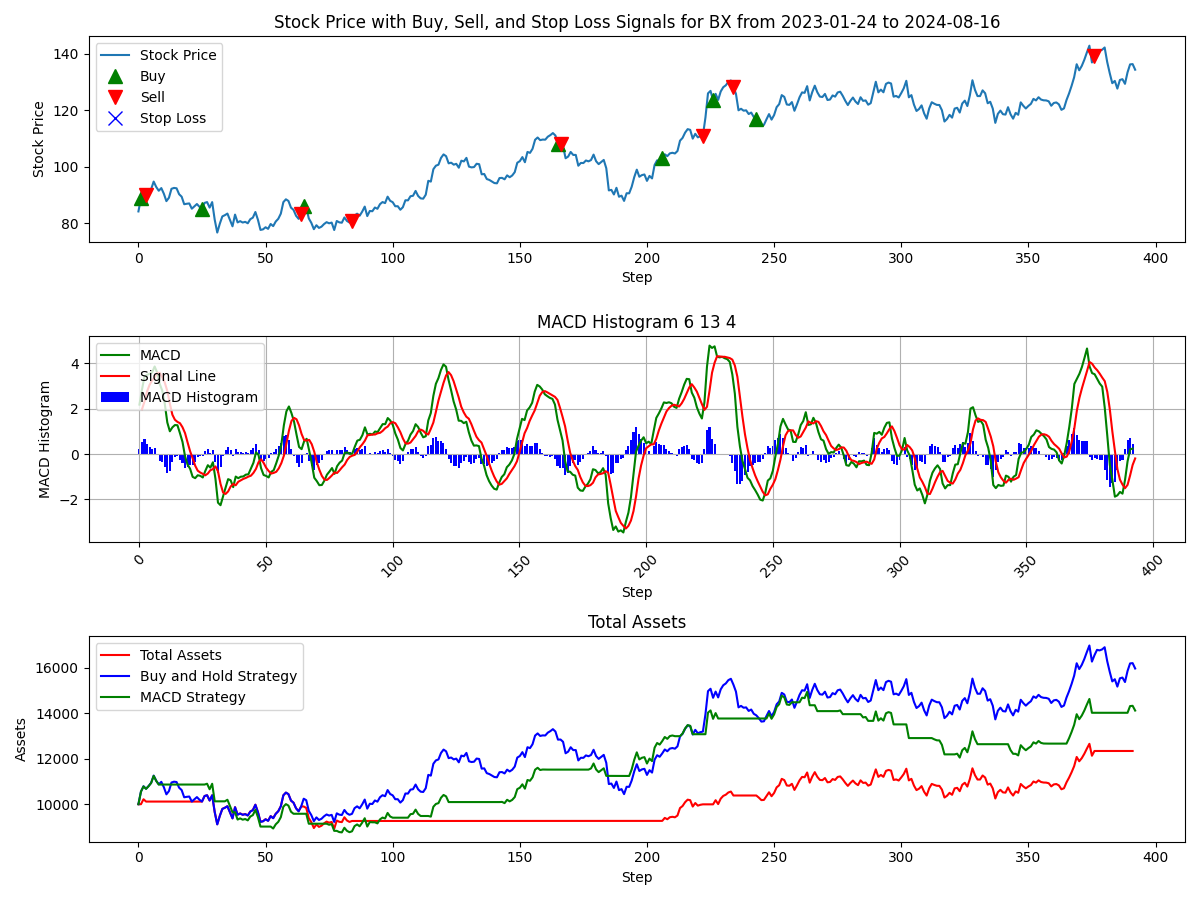 Stock Price with Buy, Sell, and Stop Loss Signals for BX from 2023-01-24 to 2024-08-16
Stock Price
Buy
Sell
Stop Loss
Stock Price
140
120
100
80
0 50 100 150 200 250 300 350 400
Step
MACD Histogram 6 13 4
MACD
Signal Line
MACD Histogram
MACD Histogram
4
2
0
−2
0 50 100 150 200 250 300 350 400
Step
Total Assets
Total Assets
Buy and Hold Strategy
MACD Strategy
Assets
16000
14000
12000
10000
0 50 100 150 200 250 300 350 400
Step